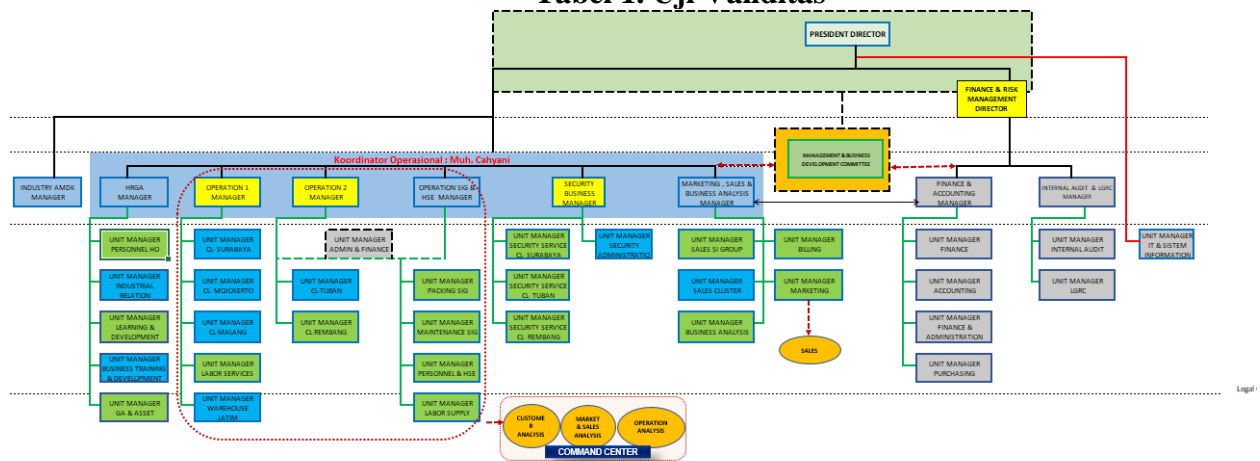 Tabel 1. Uji Validitas
PRESIDENT DIRECTOR
FINANCE & RISK
MANAGEMENT
DIRECTOR
MANAGEMENT & BUSINESS
DEVELOPMENT COMMITTEE
Koordinator Operasional : Muh. Cahyani
INDUSTRY AMDK
MANAGER
HRGA
MANAGER
OPERATION 1
MANAGER
OPERATION 2
MANAGER
OPERATION SIG &
HSE MANAGER
SECURITY
BUSINESS
MANAGER
MARKETING , SALES &
BUSINESS ANALYSIS
MANAGER
FINANCE &
ACCOUNTING
MANAGER
INTERNAL AUDIT & LGRC
MANAGER
UNIT MANAGER
PERSONNEL HO
UNIT MANAGER
INDUSTRIAL
RELATION
UNIT MANAGER
LEARNING &
DEVELOPMENT
UNIT MANAGER
BUSINESS TRAINING
& DEVELOPMENT
UNIT MANAGER
GA & ASSET
UNIT MANAGER
CL- SURABAYA
UNIT MANAGER
CL- MOJOKERTO
UNIT MANAGER
CL-MALANG
UNIT MANAGER
LABOR SERVICES
UNIT MANAGER
WAREHOUSE
JATIM
UNIT MANAGER
ADMIN & FINANCE
UNIT MANAGER
CL-TUBAN
UNIT MANAGER
CL-REMBANG
UNIT MANAGER
PACKING SIG
UNIT MANAGER
MAINTENANCE SIG
UNIT MANAGER
PERSONNEL & HSE
UNIT MANAGER
LABOR SUPPLY
UNIT MANAGER
SECURITY SERVICE
CL- SURABAYA
UNIT MANAGER
SECURITY SERVICE
CL-TUBAN
UNIT MANAGER
SECURITY SERVICE
CL- REMBANG
UNIT MANAGER
SECURITY
ADMINISTRATIO
UNIT MANAGER
SALES SI GROUP
UNIT MANAGER
SALES CLUSTER
UNIT MANAGER
BUSINESS ANALYSIS
UNIT MANAGER
BILLING
UNIT MANAGER
MARKETING
SALES
UNIT MANAGER
FINANCE
UNIT MANAGER
ACCOUNTING
UNIT MANAGER
FINANCE &
ADMINISTRATION
UNIT MANAGER
PURCHASING
UNIT MANAGER
INTERNAL AUDIT
UNIT MANAGER
LGRC
UNIT MANAGER
IT & SISTEM
INFORMATION
CUSTOME
R
ANALYSIS
MARKET
& SALES
ANALYSIS
OPERATION
ANALYSIS
COMMAND CENTER
Legal